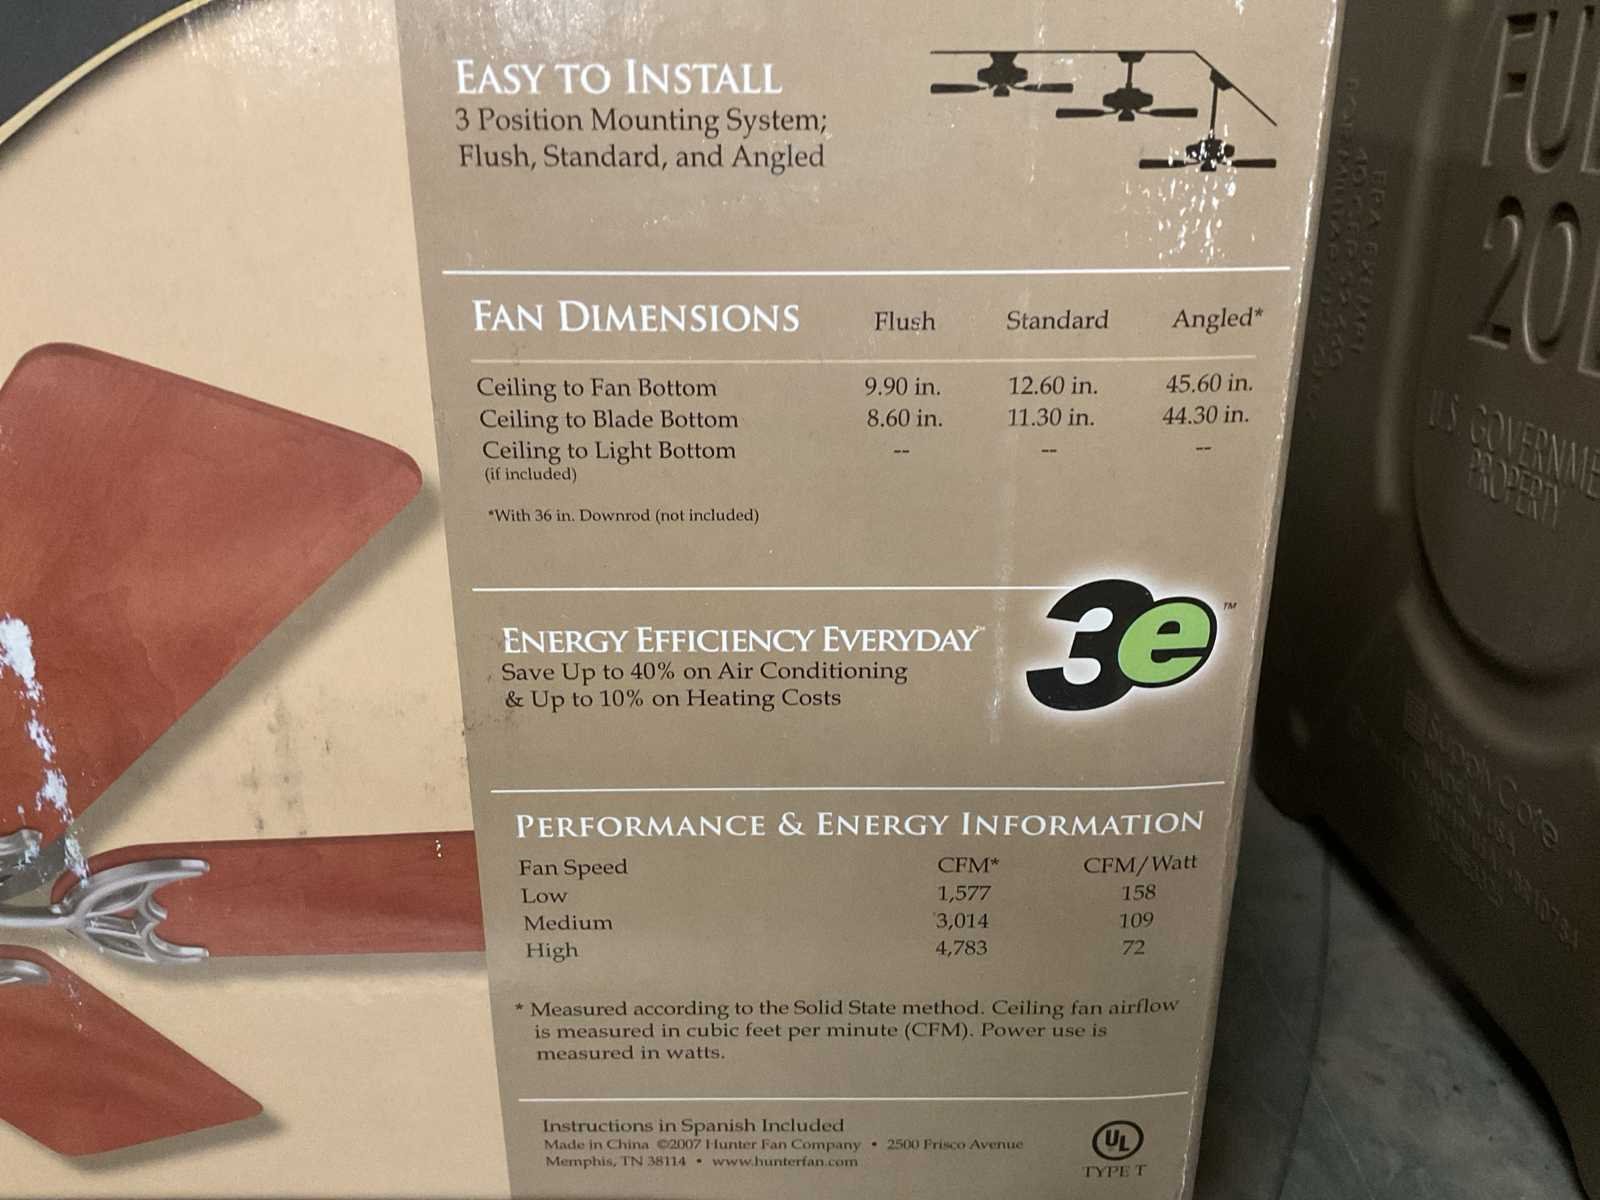 EASY TO INSTALL
3 Position Mounting System;
Flush, Standard, and Angled
FAN DIMENSIONS Flush Standard Angled*
Ceiling to Fan Bottom 9.90 in. 12.60 in. 45.60 in.
Ceiling to Blade Bottom 8.60 in. 11.30 in. 44.30 in.
Ceiling to Light Bottom -- -- --
(if included)
*With 36 in. Downrod (not included)
3e™
ENERGY EFFICIENCY EVERYDAY™
Save Up to 40% on Air Conditioning
& Up to 10% on Heating Costs
PERFORMANCE & ENERGY INFORMATION
Fan Speed CFM* CFM/Watt
Low 1,577 158
Medium 3,014 109
High 4,783 72
* Measured according to the Solid State method. Ceiling fan airflow
is measured in cubic feet per minute (CFM). Power use is
measured in watts.
Instructions in Spanish Included
Made in China ©2007 Hunter Fan Company • 2500 Frisco Avenue
Memphis, TN 38114 • www.hunterfan.com
UL
TYPE T
20
U.S. GOVERNME
PROPERTY